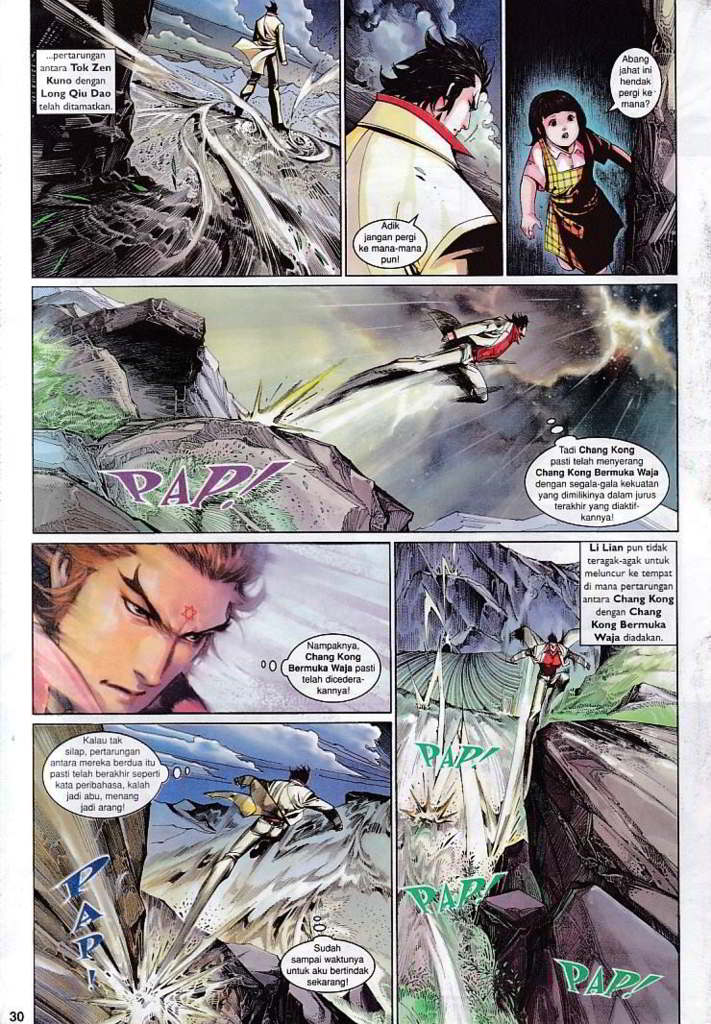 ...pertarungan
antara Tok Zen
Kuno dengan
Long Qiu Dao
telah ditamatkan.
Adik
jangan pergi
ke mana-mana
pun!
Abang
jahat ini
hendak
pergi ke
mana?
PAP!
Tadi Chang Kong
pasti telah menyerang
Chang Kong Bermuka Waja
dengan segala-gala kekuatan
yang dimilikinya dalam jurus
terakhir yang diaktif-
kannya!
Nampaknya,
Chang Kong
Bermuka Waja pasti
telah dicedera-
kannya!
Li Lian pun tidak
teragak-agak untuk
meluncur ke tempat
di mana pertarungan
antara Chang Kong
dengan Chang
Kong Bermuka
Waja diadakan.
PAP!
PAP!
PAP!
Kalau tak
silap, pertarungan
antara mereka berdua itu
pasti telah berakhir seperti
kata peribahasa, kalah
jadi abu, menang
jadi arang!
PAP!
Sudah
sampai waktunya
untuk aku bertindak
sekarang!
30